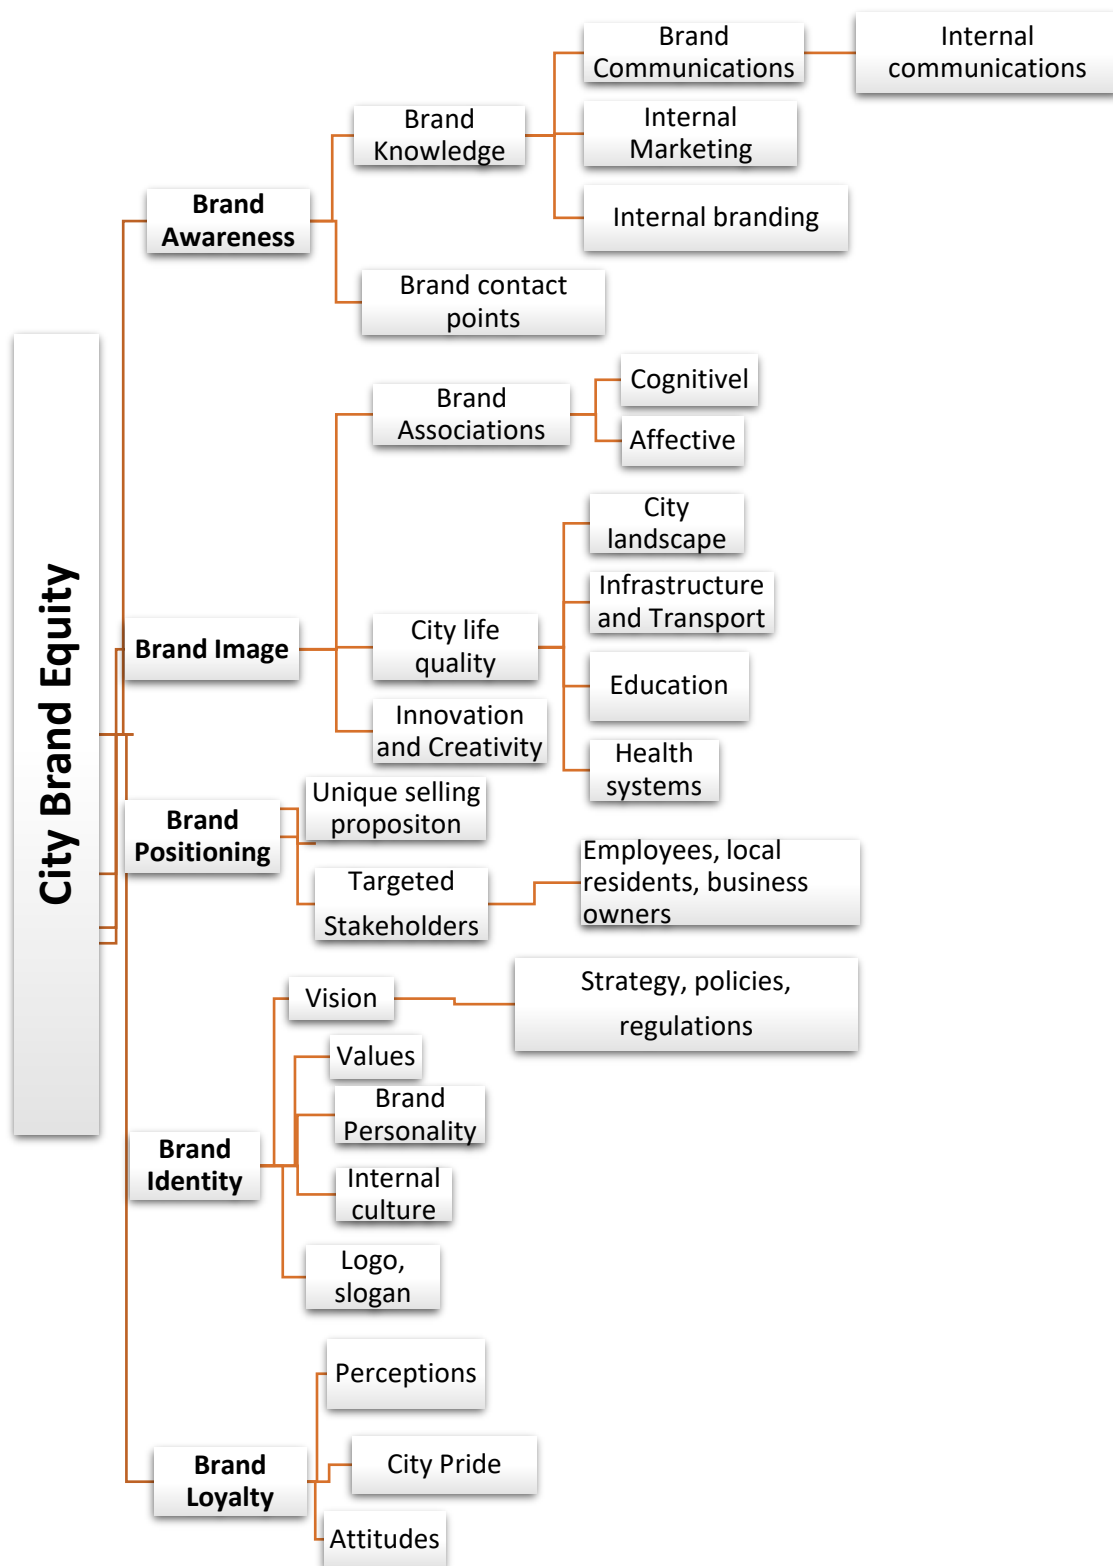 City Brand Equity
Brand
Awareness
Brand
Knowledge
Brand
Communications
Internal
communications
Internal
Marketing
Internal branding
Brand contact
points
Brand Image
Brand
Associations
Cognitivel
Affective
City life
quality
City
landscape
Infrastructure
and Transport
Education
Health
systems
Innovation
and Creativity
Brand
Positioning
Unique selling
propositon
Targeted
Stakeholders
Employees, local
residents, business
owners
Brand
Identity
Vision
Strategy, policies,
regulations
Values
Brand
Personality
Internal
culture
Logo,
slogan
Brand
Loyalty
Perceptions
City Pride
Attitudes